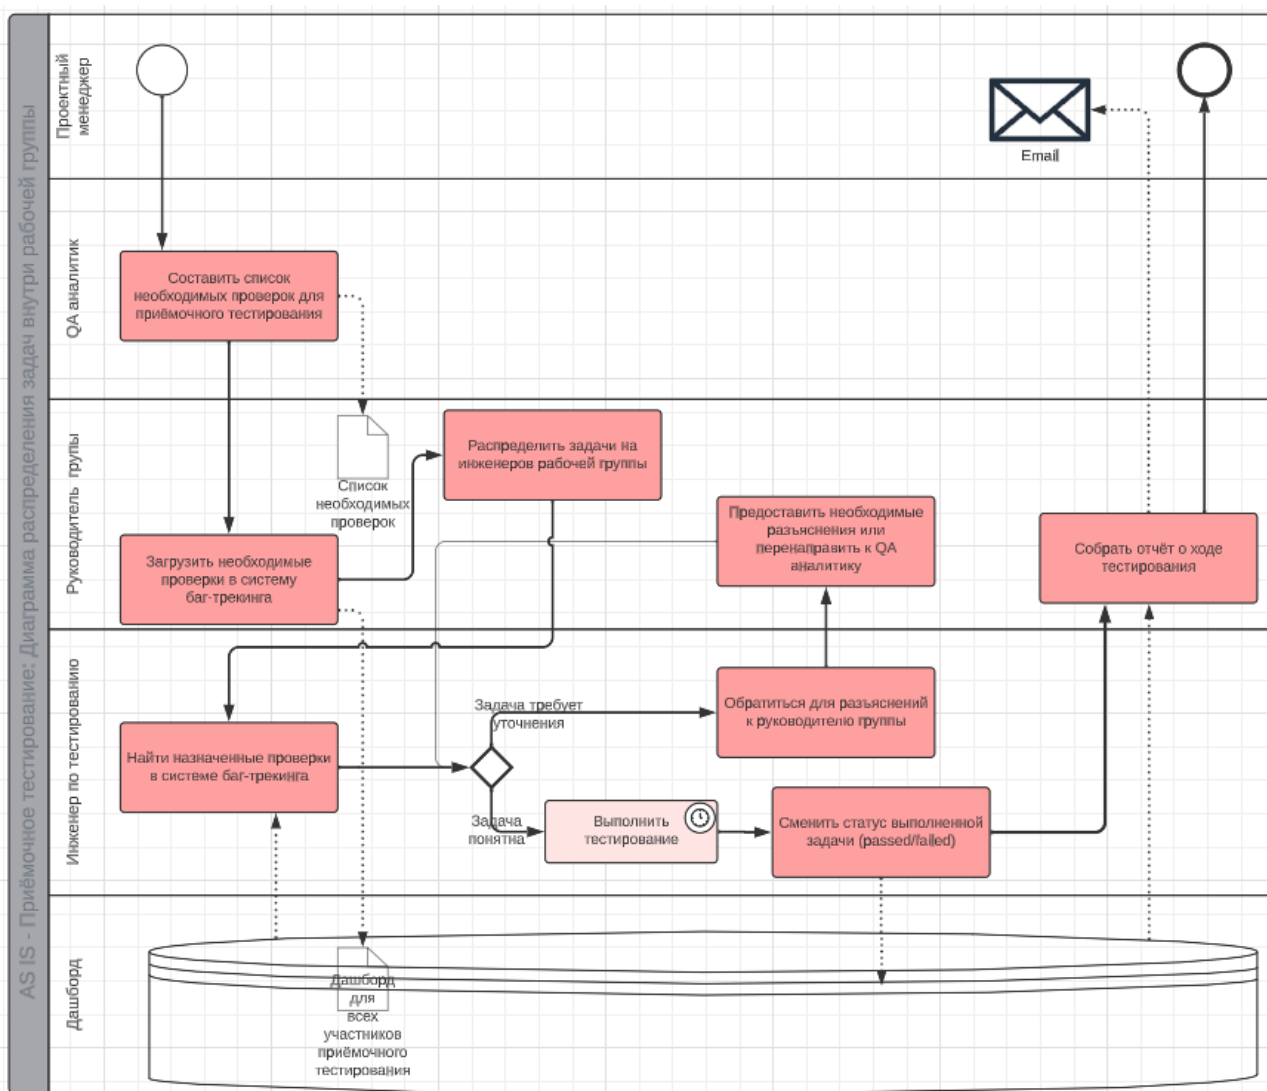 AS IS - Приёмочное тестирование: Диаграмма распределения задач внутри рабочей группы
Проектный
менеджер
Email
QA аналитик
Составить список
необходимых проверок для
приёмочного тестирования
Руководитель групы
Список
необходимых
проверок
Распределить задачи на
инженеров рабочей группы
Загрузить необходимые
проверки в систему
баг-трекинга
Предоставить необходимые
разъяснения или
перенаправить к QA
аналитику
Собрать отчёт о ходе
тестирования
Инженер по тестированию
Найти назначенные проверки
в системе баг-трекинга
Задача требует
уточнения
Обратиться для разъяснений
к руководителю группы
Задача
понятна
Выполнить
тестирование
Сменить статус выполненной
задачи (passed/failed)
Дашборд
Дашборд
для
всех
участников
приёмочного
тестирования